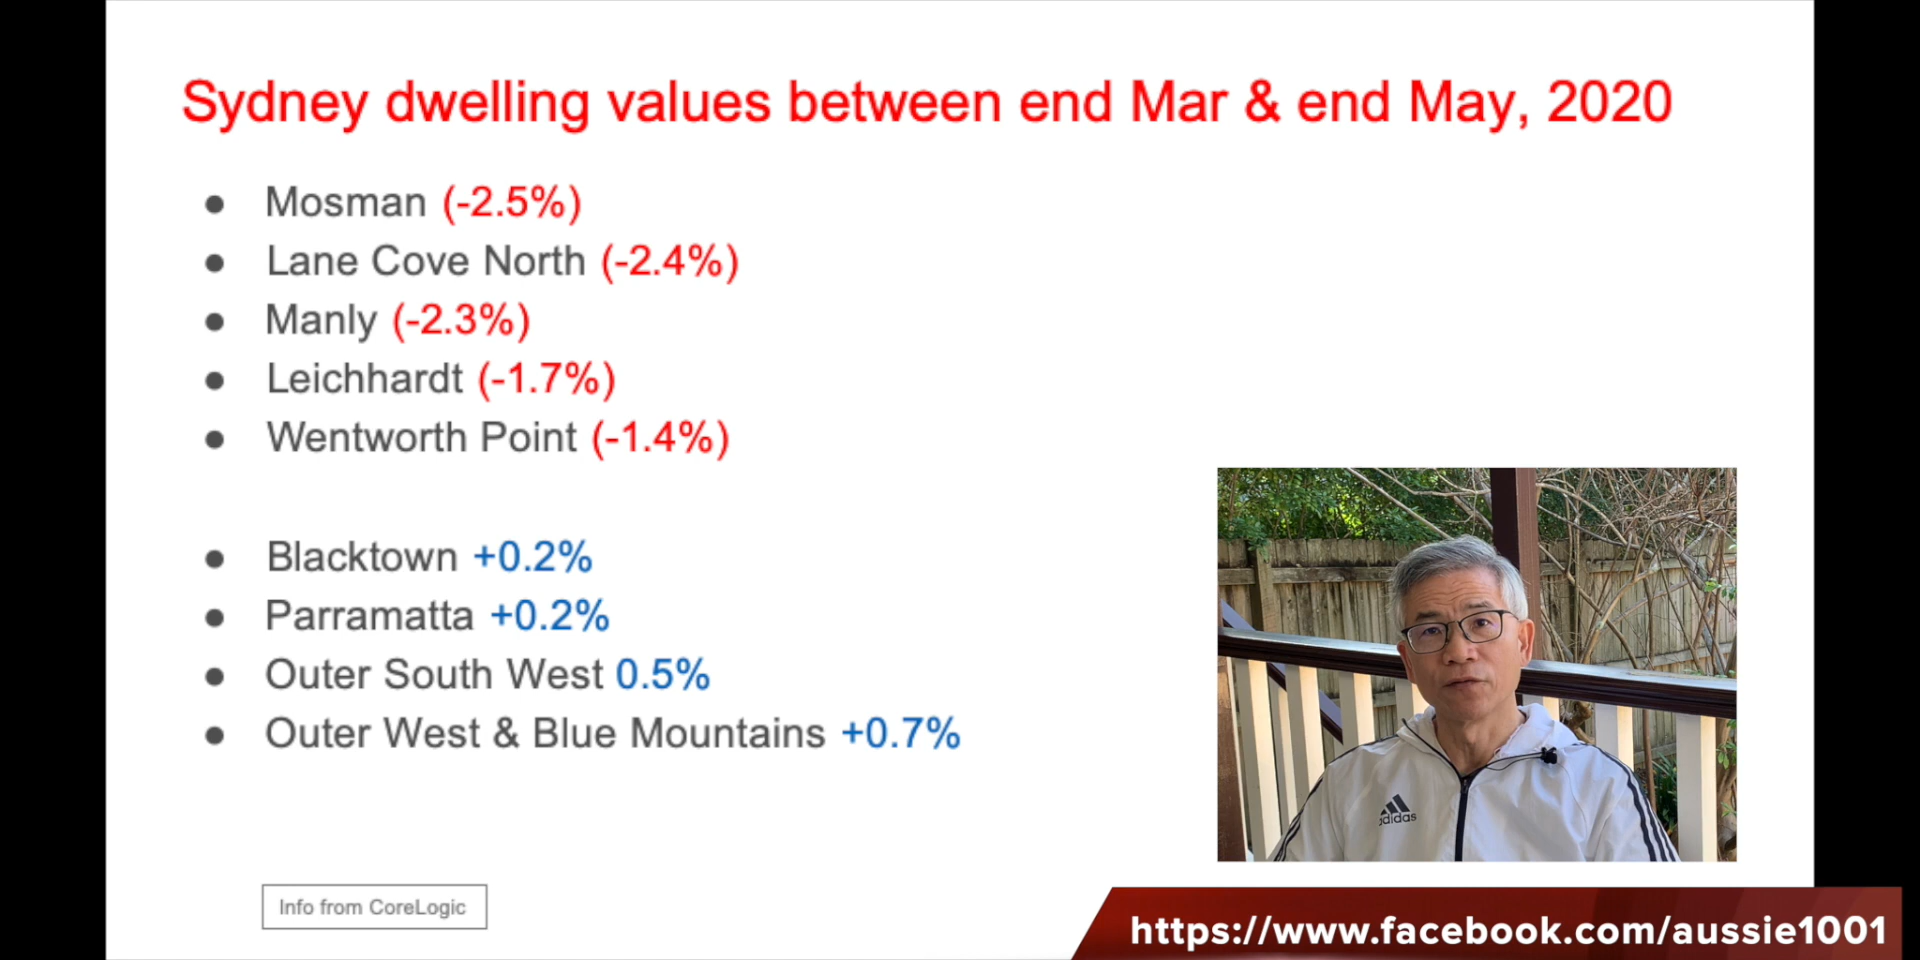 Sydney dwelling values between end Mar & end May, 2020
● Mosman (-2.5%)
● Lane Cove North (-2.4%)
● Manly (-2.3%)
● Leichhardt (-1.7%)
● Wentworth Point (-1.4%)
● Blacktown +0.2%
● Parramatta +0.2%
● Outer South West 0.5%
● Outer West & Blue Mountains +0.7%
adidas
Info from CoreLogic
https://www.facebook.com/aussie1001